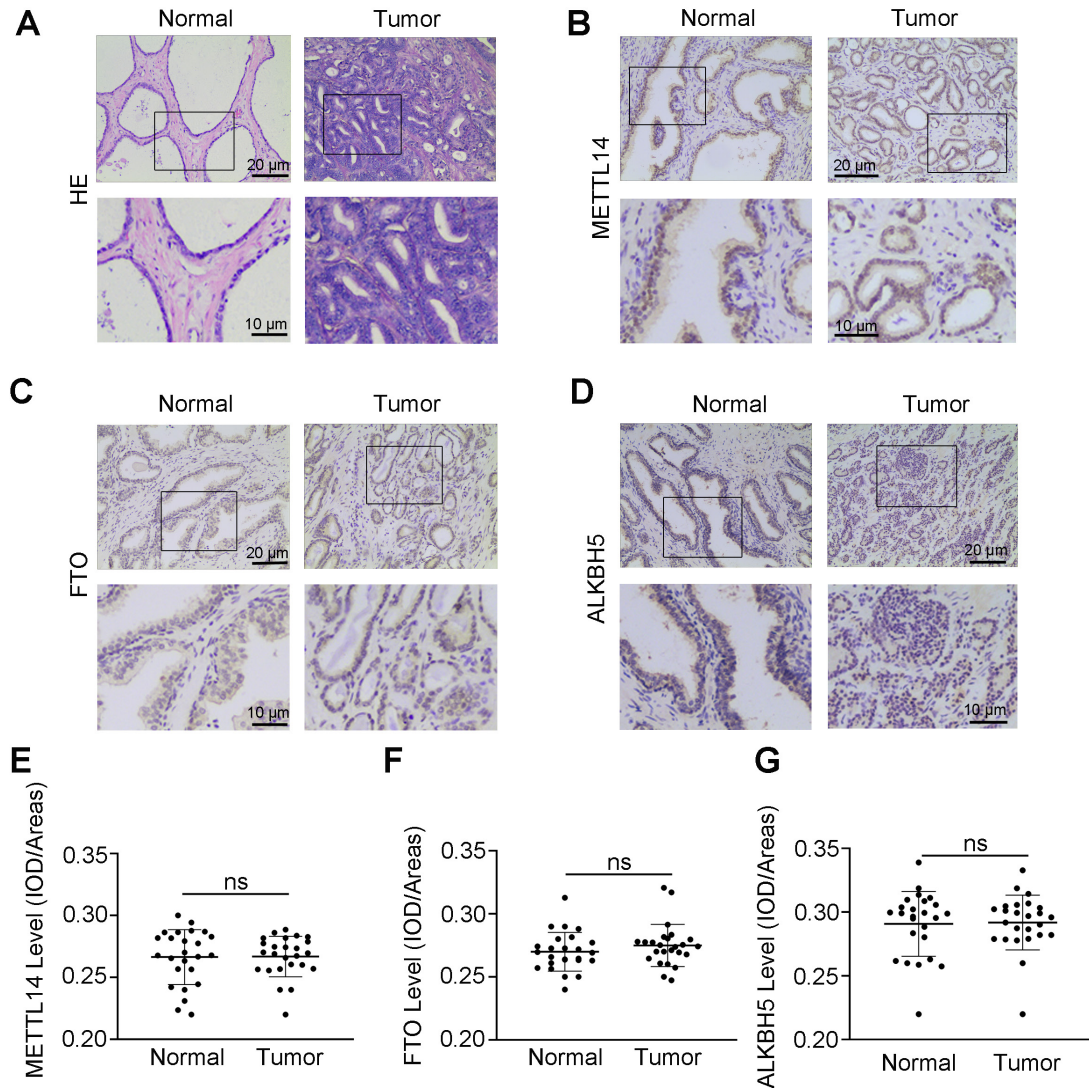 A
Normal
Tumor
HE
20 µm
10 µm
B
Normal
Tumor
METTL14
20 µm
10 µm
C
Normal
Tumor
FTO
20 µm
10 µm
D
Normal
Tumor
ALKBH5
20 µm
10 µm
E
METTL14 Level (IOD/Areas)
0.35
0.30
0.25
0.20
ns
Normal
Tumor
F
FTO Level (IOD/Areas)
0.35
0.30
0.25
0.20
ns
Normal
Tumor
G
ALKBH5 Level (IOD/Areas)
0.35
0.30
0.25
0.20
ns
Normal
Tumor